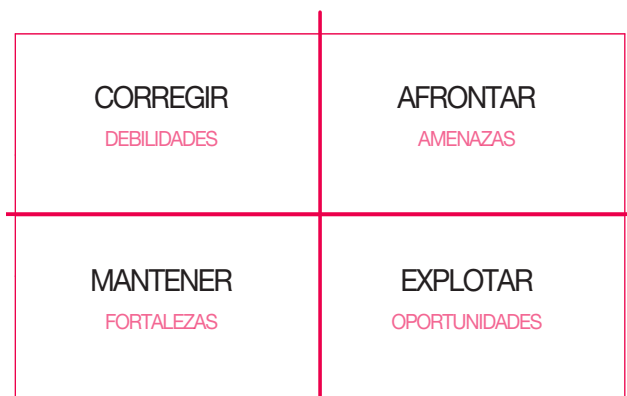 CORREGIR
DEBILIDADES
AFRONTAR
AMENAZAS
MANTENER
FORTALEZAS
EXPLOTAR
OPORTUNIDADES